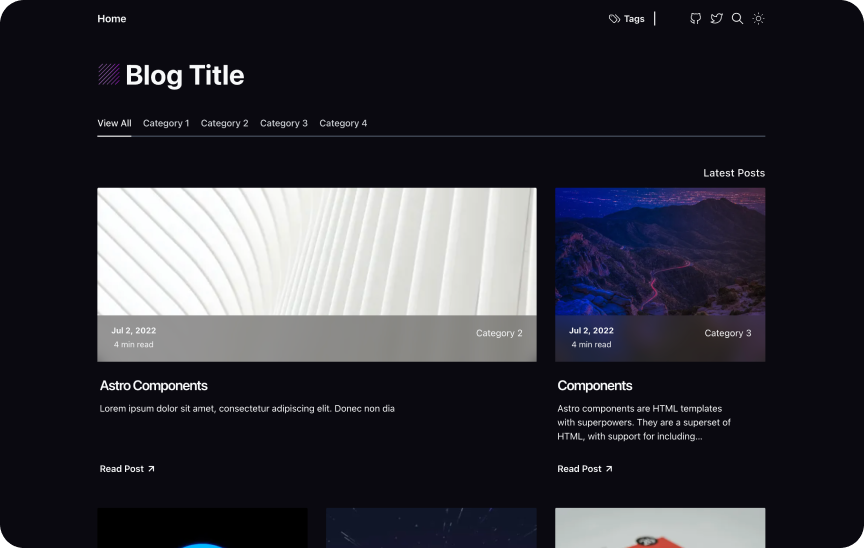 Home
Tags
Blog Title
View All Category 1 Category 2 Category 3 Category 4
Latest Posts
Jul 2, 2022
4 min read
Category 2
Astro Components
Lorem ipsum dolor sit amet, consectetur adipiscing elit. Donec non dia
Read Post
Jul 2, 2022
4 min read
Category 3
Components
Astro components are HTML templates
with superpowers. They are a superset of
HTML, with support for including...
Read Post